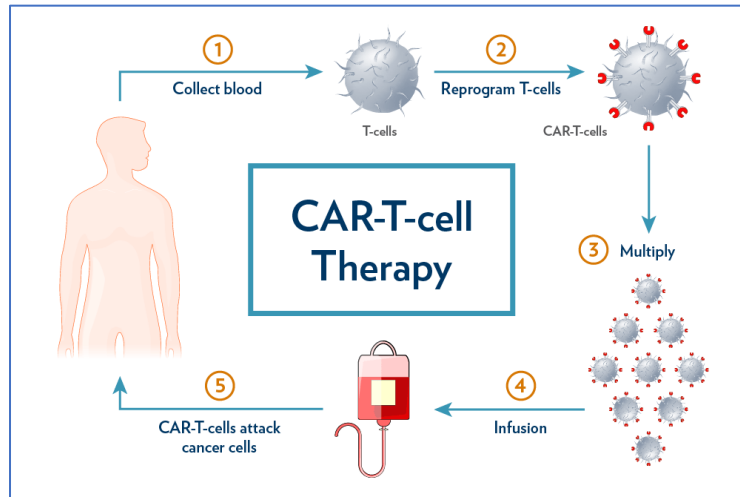 1
Collect blood
T-cells
2
Reprogram T-cells
CAR-T-cells
CAR-T-cell
Therapy
3 Multiply
4
Infusion
5
CAR-T-cells attack
cancer cells